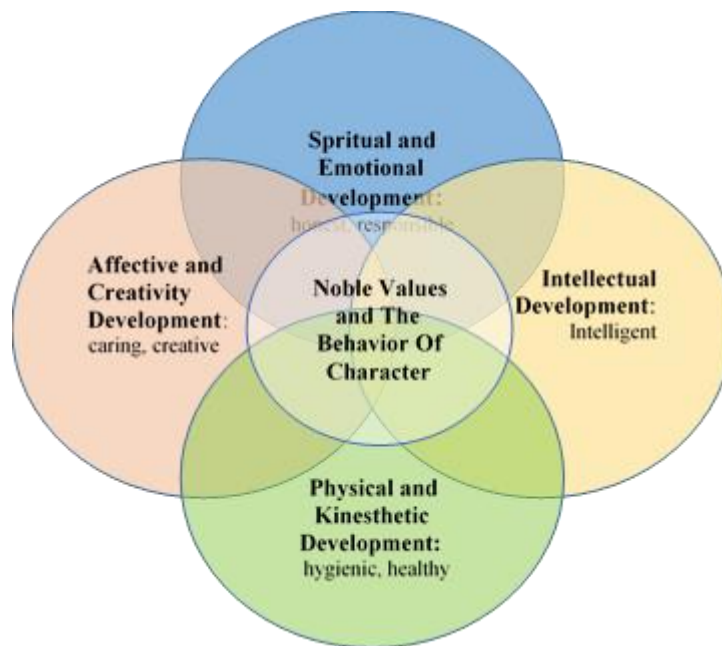 Spritual and
Emotional
Development:
honest, responsible
Affective and
Creativity
Development:
caring, creative
Noble Values
and The
Behavior Of
Character
Intellectual
Development:
Intelligent
Physical and
Kinesthetic
Development:
hygienic, healthy